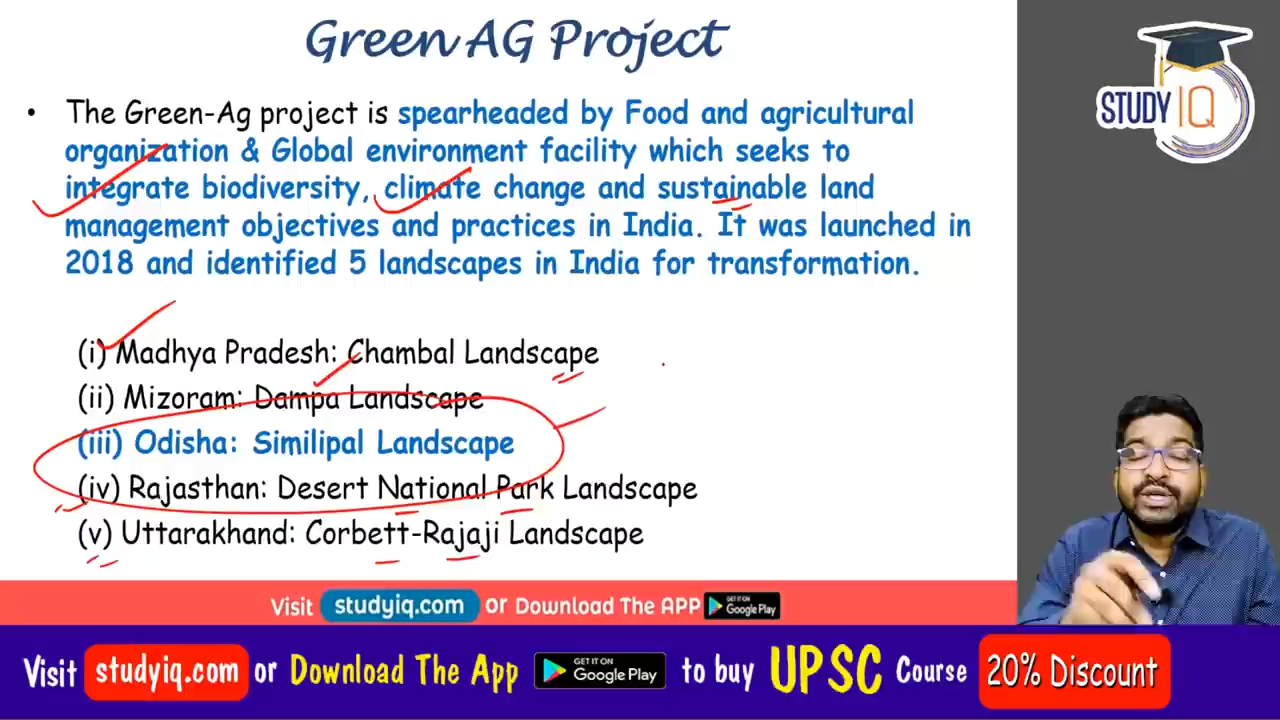 Green AG Project
STUDY IQ
• The Green-Ag project is spearheaded by Food and agricultural
organization & Global environment facility which seeks to
integrate biodiversity, climate change and sustainable land
management objectives and practices in India. It was launched in
2018 and identified 5 landscapes in India for transformation.
(i) Madhya Pradesh: Chambal Landscape
(ii) Mizoram: Dampa Landscape
(iii) Odisha: Similipal Landscape
(iv) Rajasthan: Desert National Park Landscape
(v) Uttarakhand: Corbett-Rajaji Landscape
Visit studyiq.com or Download The APP GET IT ON Google Play
Visit studyiq.com or Download The App GET IT ON Google Play to buy UPSC Course 20% Discount